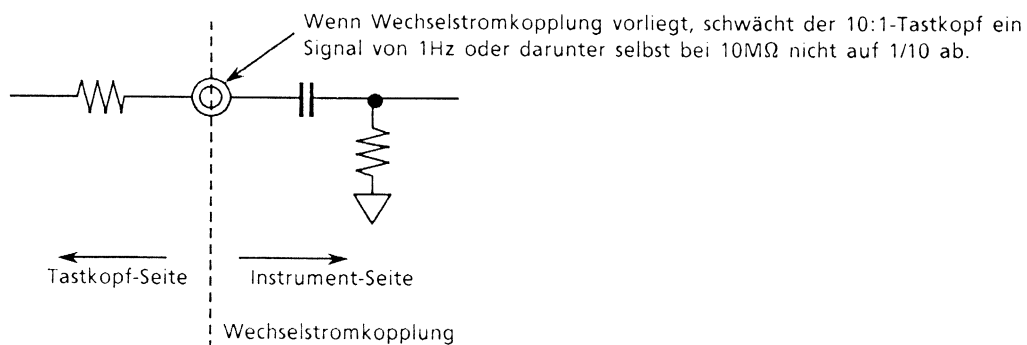 Wenn Wechselstromkopplung vorliegt, schwächt der 10:1-Tastkopf ein
Signal von 1Hz oder darunter selbst bei 10MΩ nicht auf 1/10 ab.
Tastkopf-Seite
Instrument-Seite
Wechselstromkopplung